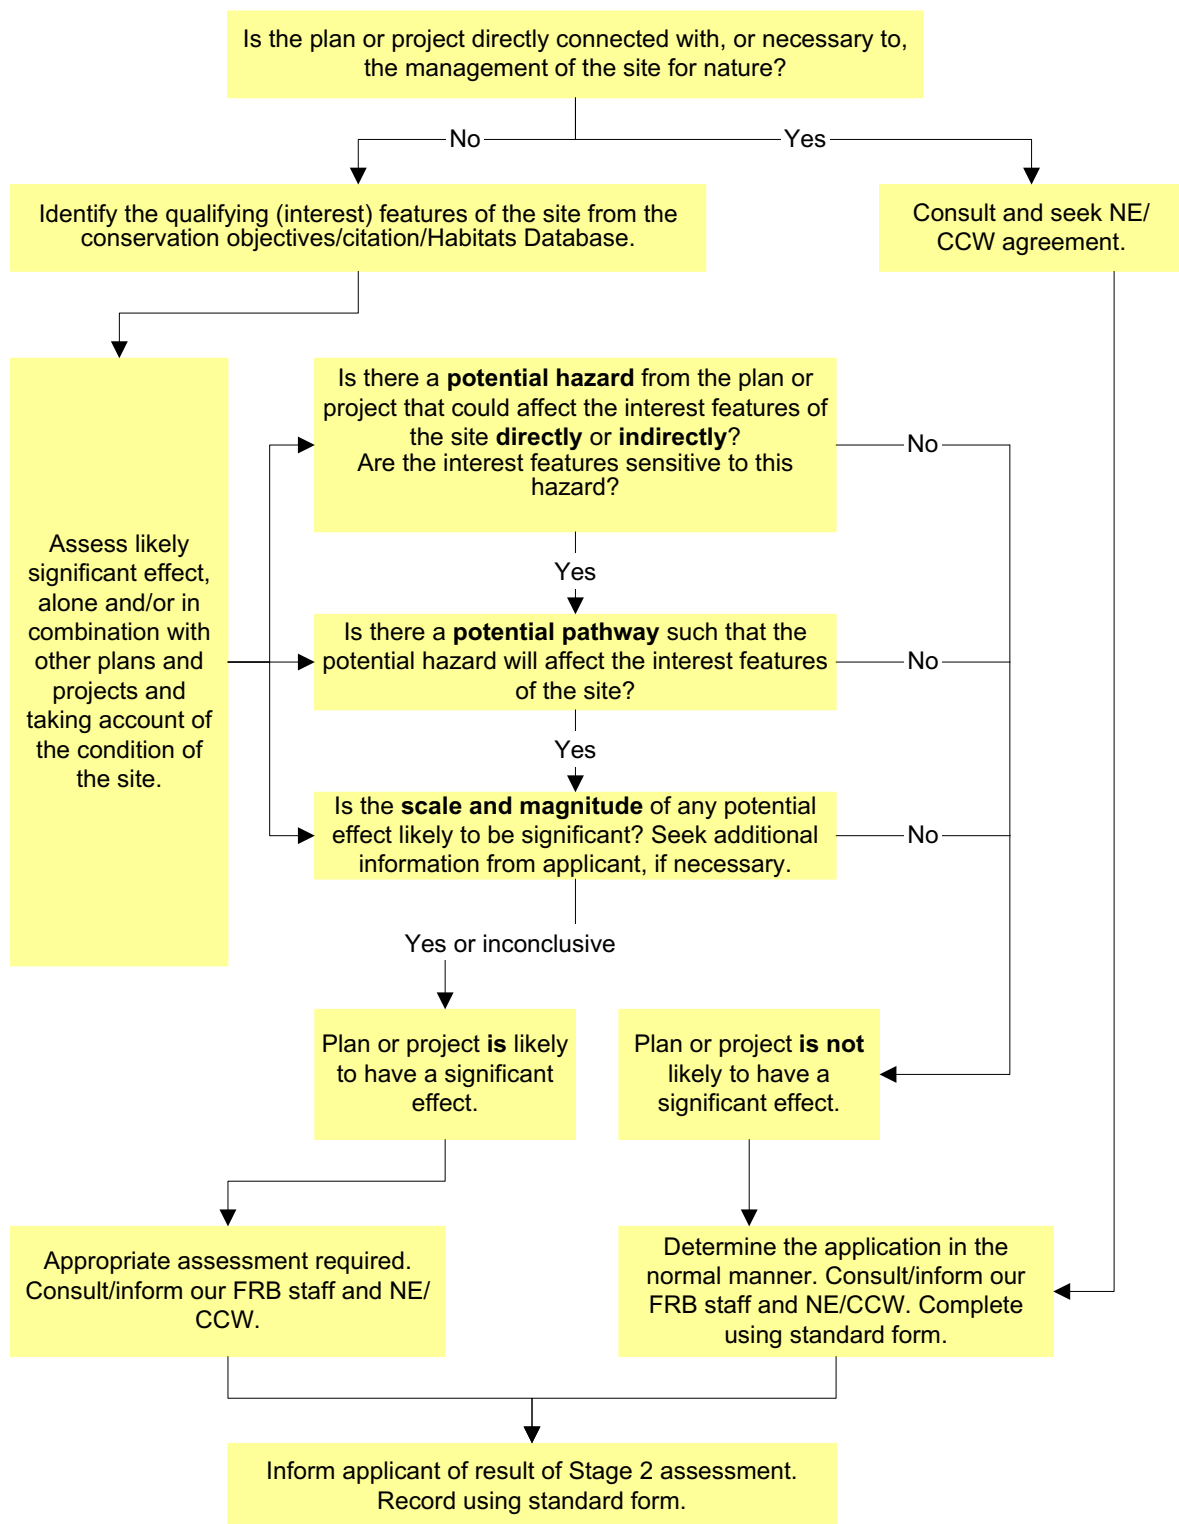 Is the plan or project directly connected with, or necessary to,
the management of the site for nature?
No
Yes
Identify the qualifying (interest) features of the site from the
conservation objectives/citation/Habitats Database.
Consult and seek NE/
CCW agreement.
Assess likely
significant effect,
alone and/or in
combination with
other plans and
projects and
taking account of
the condition of
the site.
Is there a potential hazard from the plan or
project that could affect the interest features of
the site directly or indirectly?
Are the interest features sensitive to this
hazard?
No
Yes
Is there a potential pathway such that the
potential hazard will affect the interest features
of the site?
No
Yes
Is the scale and magnitude of any potential
effect likely to be significant? Seek additional
information from applicant, if necessary.
No
Yes or inconclusive
Plan or project is likely
to have a significant
effect.
Plan or project is not
likely to have a
significant effect.
Appropriate assessment required.
Consult/inform our FRB staff and NE/
CCW.
Determine the application in the
normal manner. Consult/inform our
FRB staff and NE/CCW. Complete
using standard form.
Inform applicant of result of Stage 2 assessment.
Record using standard form.